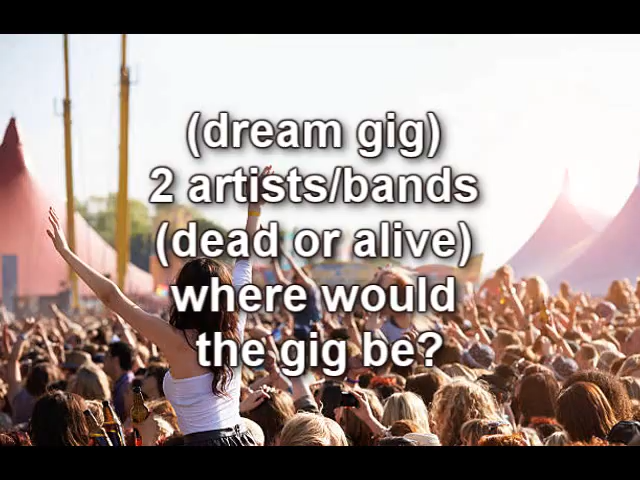 (dream gig)
2 artists/bands
(dead or alive)
where would
the gig be?